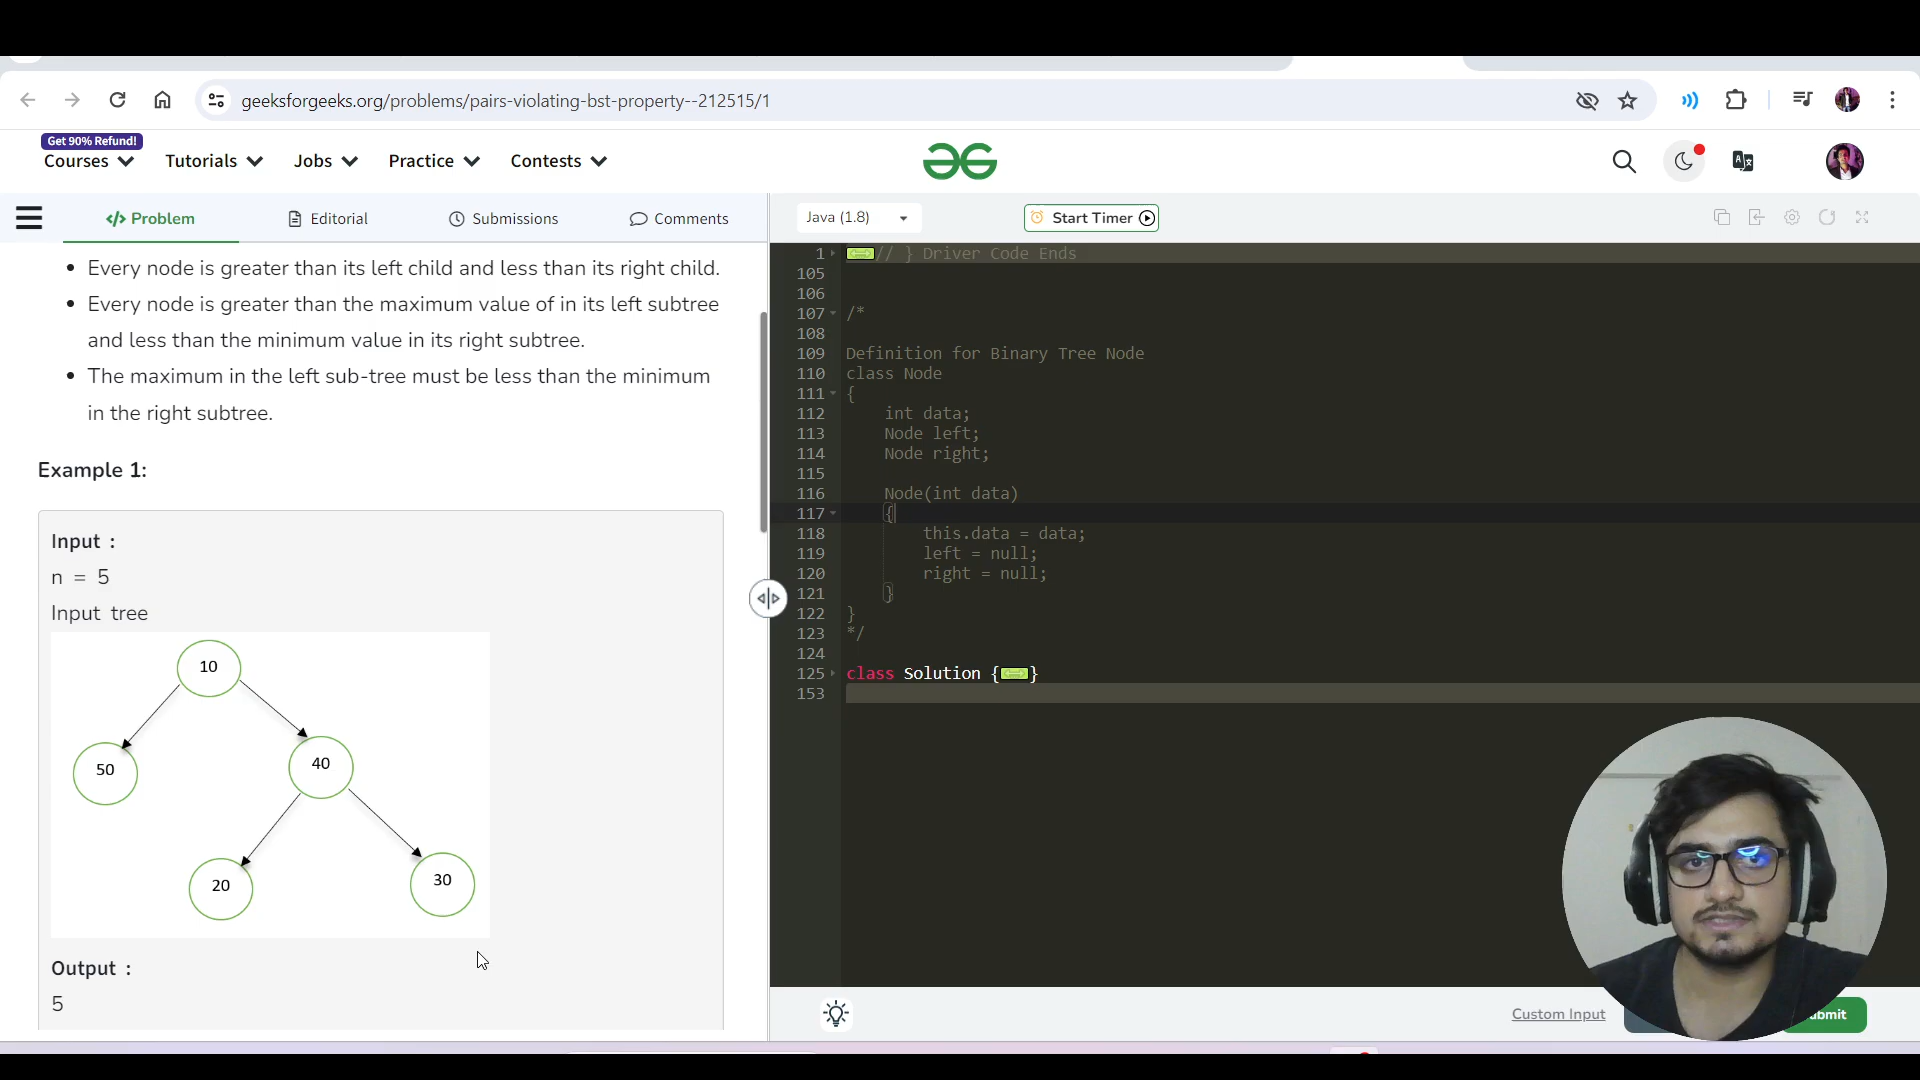 geeksforgeeks.org/problems/pairs-violating-bst-property--212515/1
Get 90% Refund!
Courses Tutorials Jobs Practice Contests
Problem Editorial Submissions Comments
Java (1.8) Start Timer
Every node is greater than its left child and less than its right child.
Every node is greater than the maximum value of in its left subtree
and less than the minimum value in its right subtree.
The maximum in the left sub-tree must be less than the minimum
in the right subtree.
Example 1:
Input :
n = 5
Input tree
10
50
40
20
30
Output :
5
1 // } Driver Code Ends
105
106
107 /*
108
109 Definition for Binary Tree Node
110 class Node
111 {
112 int data;
113 Node left;
114 Node right;
115
116 Node(int data)
117 {
118 this.data = data;
119 left = null;
120 right = null;
121 }
122 }
123 */
124
125 class Solution {}
153
Custom Input